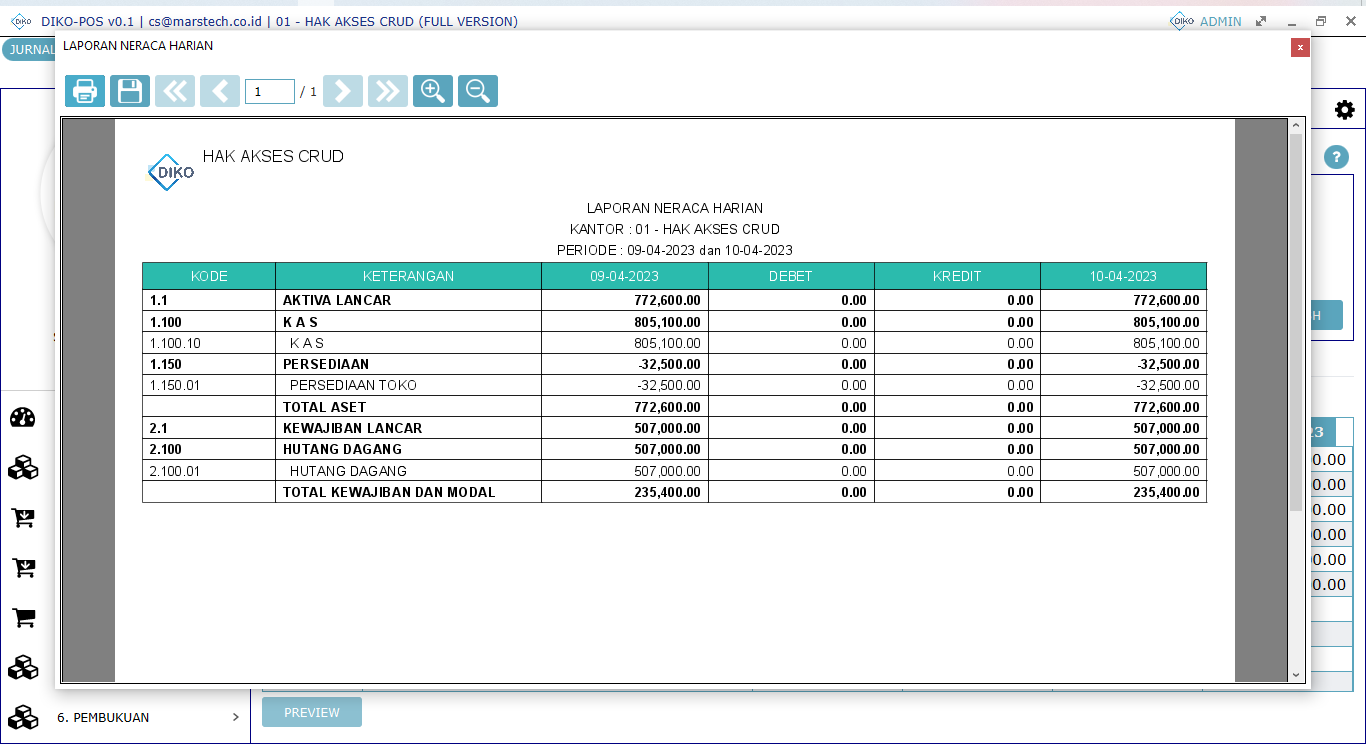 DIKO DIKO-POS v0.1 | cs@marstech.co.id | 01 - HAK AKSES CRUD (FULL VERSION) DIKO ADMIN
JURNAL
LAPORAN NERACA HARIAN x
1 / 1
?
DIKO HAK AKSES CRUD
LAPORAN NERACA HARIAN
KANTOR : 01 - HAK AKSES CRUD
PERIODE : 09-04-2023 dan 10-04-2023
KODE KETERANGAN 09-04-2023 DEBET KREDIT 10-04-2023
1.1 AKTIVA LANCAR 772,600.00 0.00 0.00 772,600.00
1.100 K A S 805,100.00 0.00 0.00 805,100.00
1.100.10 K A S 805,100.00 0.00 0.00 805,100.00
1.150 PERSEDIAAN -32,500.00 0.00 0.00 -32,500.00
1.150.01 PERSEDIAAN TOKO -32,500.00 0.00 0.00 -32,500.00
TOTAL ASET 772,600.00 0.00 0.00 772,600.00
2.1 KEWAJIBAN LANCAR 507,000.00 0.00 0.00 507,000.00
2.100 HUTANG DAGANG 507,000.00 0.00 0.00 507,000.00
2.100.01 HUTANG DAGANG 507,000.00 0.00 0.00 507,000.00
TOTAL KEWAJIBAN DAN MODAL 235,400.00 0.00 0.00 235,400.00
H
23
0.00
0.00
0.00
0.00
0.00
0.00
6. PEMBUKUAN >
PREVIEW